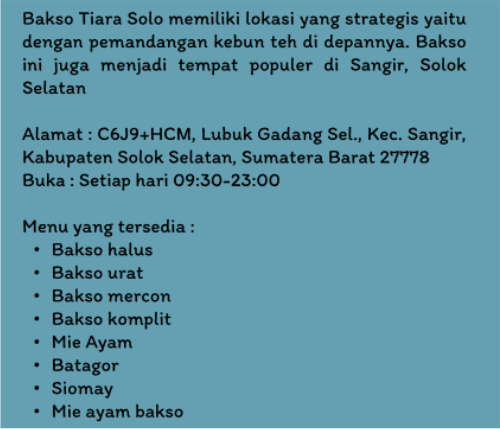 Bakso Tiara Solo memiliki lokasi yang strategis yaitu
dengan pemandangan kebun teh di depannya. Bakso
ini juga menjadi tempat populer di Sangir, Solok
Selatan
Alamat : C6J9+HCM, Lubuk Gadang Sel., Kec. Sangir,
Kabupaten Solok Selatan, Sumatera Barat 27778
Buka : Setiap hari 09:30-23:00
Menu yang tersedia :
• Bakso halus
• Bakso urat
• Bakso mercon
• Bakso komplit
• Mie Ayam
• Batagor
• Siomay
• Mie ayam bakso